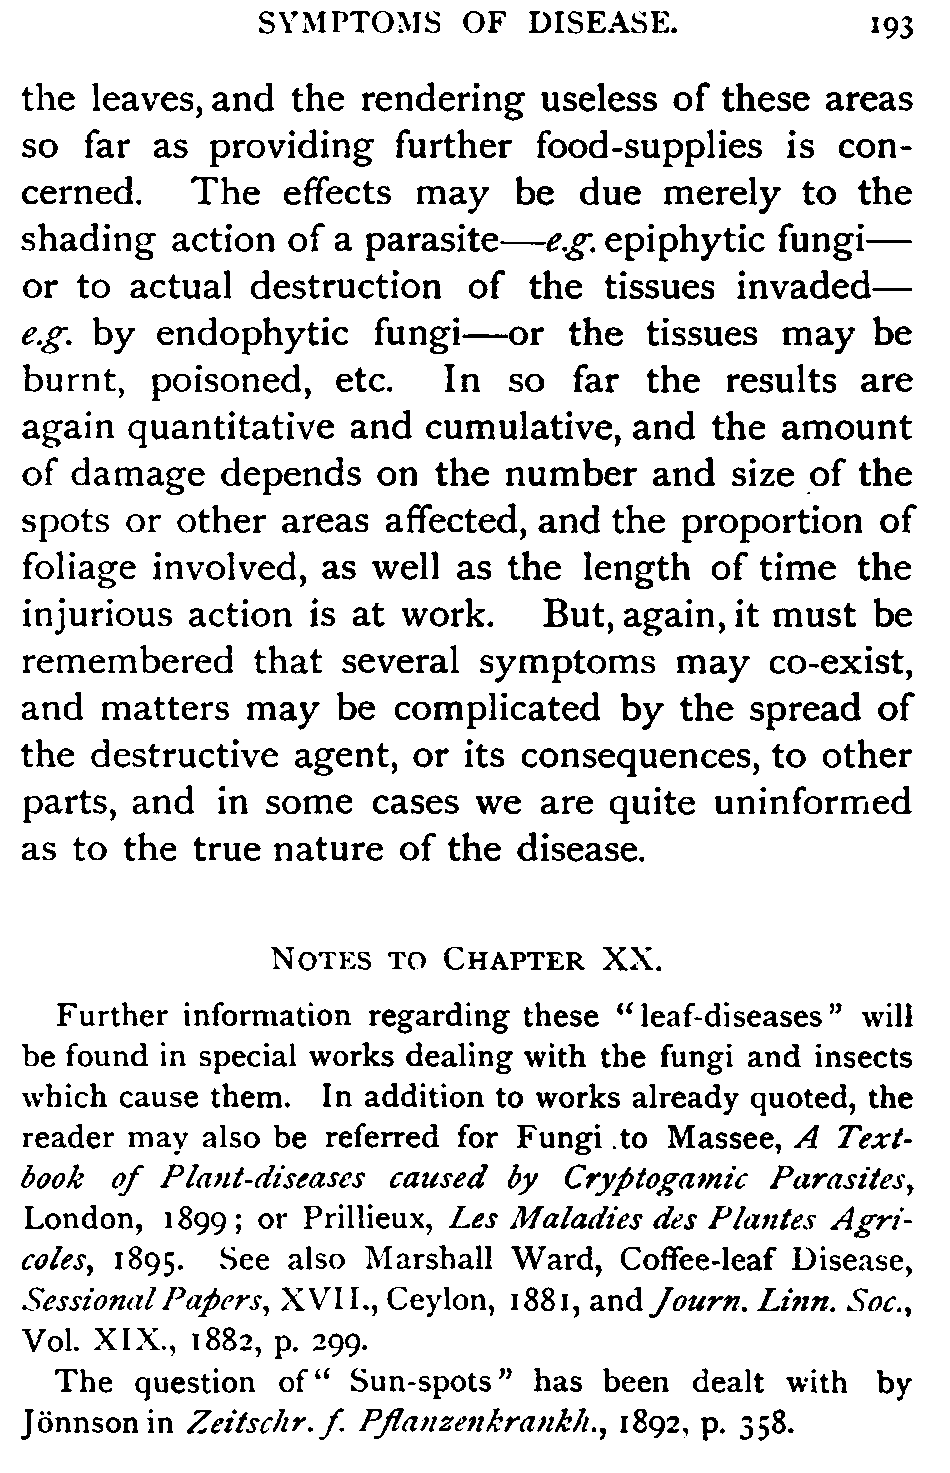 SYMPTOMS OF DISEASE. 193
the leaves, and the rendering useless of these areas
so far as providing further food-supplies is con-
cerned. The effects may be due merely to the
shading action of a parasite—e.g. epiphytic fungi—
or to actual destruction of the tissues invaded—
e.g. by endophytic fungi—or the tissues may be
burnt, poisoned, etc. In so far the results are
again quantitative and cumulative, and the amount
of damage depends on the number and size of the
spots or other areas affected, and the proportion of
foliage involved, as well as the length of time the
injurious action is at work. But, again, it must be
remembered that several symptoms may co-exist,
and matters may be complicated by the spread of
the destructive agent, or its consequences, to other
parts, and in some cases we are quite uninformed
as to the true nature of the disease.
NOTES TO CHAPTER XX.
Further information regarding these "leaf-diseases" will
be found in special works dealing with the fungi and insects
which cause them. In addition to works already quoted, the
reader may also be referred for Fungi to Massee, A Text-
book of Plant-diseases caused by Cryptogamic Parasites,
London, 1899; or Prillieux, Les Maladies des Plantes Agri-
coles, 1895. See also Marshall Ward, Coffee-leaf Disease,
Sessional Papers, XVII., Ceylon, 1881, and Journ. Linn. Soc.,
Vol. XIX., 1882, p. 299.
The question of "Sun-spots" has been dealt with by
Jönnson in Zeitschr. f. Pflanzenkrankh., 1892, p. 358.